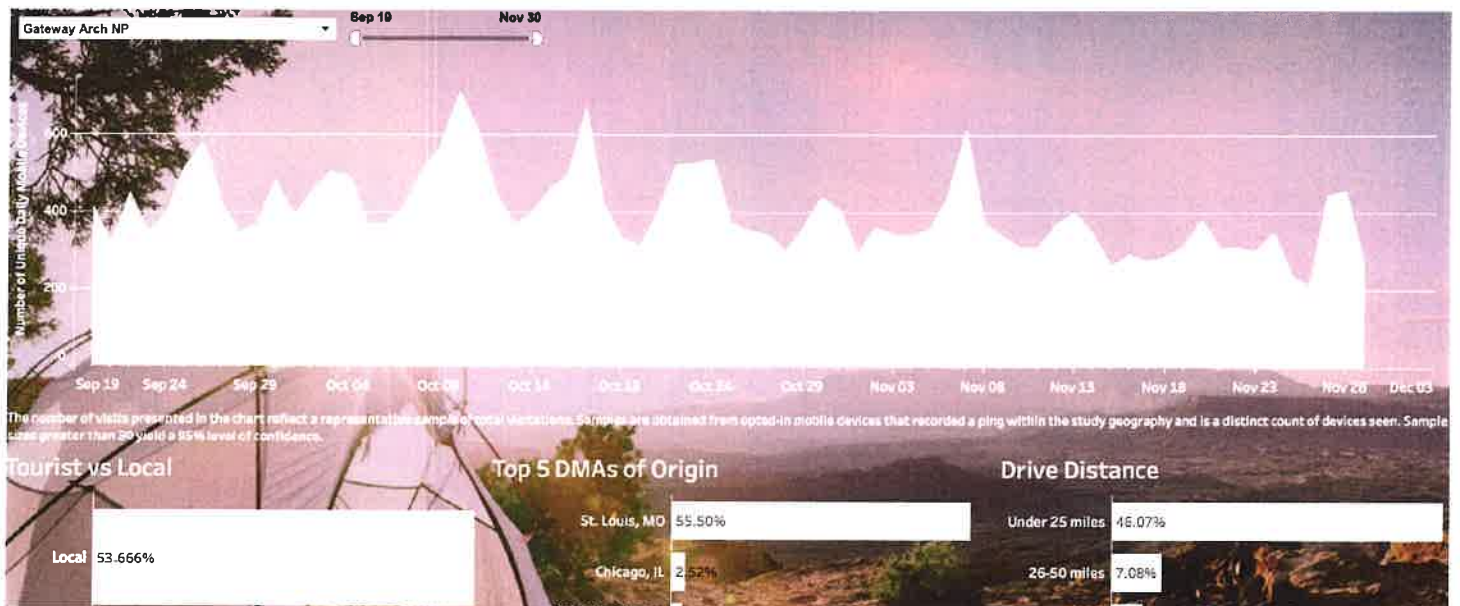 Gateway Arch NP
Sep 19 Nov 30
Number of Unique Daily Mobile Devices
600
400
200
0
Sep 19 Sep 24 Sep 29 Oct 04 Oct 09 Oct 14 Oct 19 Oct 24 Oct 29 Nov 03 Nov 08 Nov 13 Nov 18 Nov 23 Nov 28 Dec 03
The number of visits presented in the chart reflect a representative sample of total visitations. Samples are obtained from opted-in mobile devices that recorded a ping within the study geography and is a distinct count of devices seen. Sample
sizes greater than 30 yield a 95% level of confidence.
Tourist vs Local Top 5 DMAs of Origin Drive Distance
St. Louis, MO 55.50% Under 25 miles 46.07%
Local 53.666%
Chicago, IL 2.52% 26-50 miles 7.08%